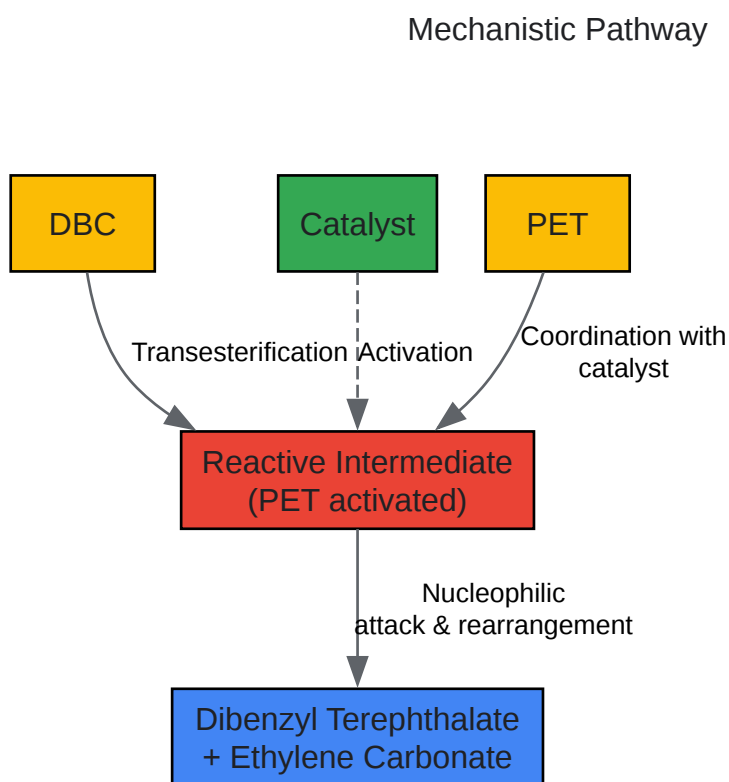 Mechanistic Pathway
DBC
Catalyst
PET
Transesterification
Activation
Coordination with
catalyst
Reactive Intermediate
(PET activated)
Nucleophilic
attack & rearrangement
Dibenzyl Terephthalate
+ Ethylene Carbonate